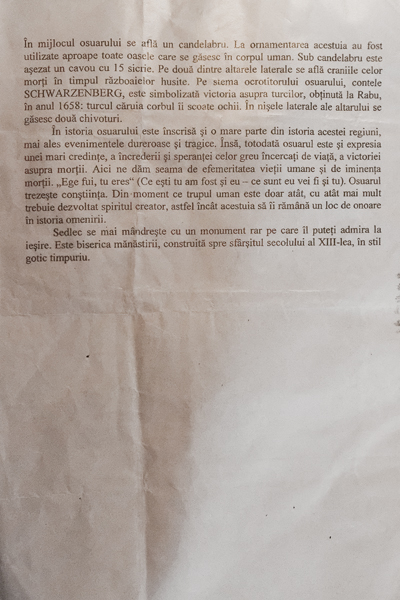 În mijlocul osuarului se află un candelabru. La ornamentarea acestuia au fost
utilizate aproape toate oasele care se găsesc în corpul uman. Sub candelabru este
așezat un cavou cu 15 sicrie. Pe două dintre altarele laterale se află craniile celor
morți în timpul războaielor husite. Pe stema ocrotitorului osuarului, contele
SCHWARZENBERG, este simbolizată victoria asupra turcilor, obținută la Rabu,
în anul 1658: turcul căruia corbul îi scoate ochii. În nișele laterale ale altarului se
găsesc două chivoturi.
În istoria osuarului este înscrisă și o mare parte din istoria acestei regiuni,
mai ales evenimentele dureroase și tragice. Însă, totodată osuarul este și expresia
unei mari credințe, a încrederii și speranței celor greu încercați de viață, a victoriei
asupra morții. Aici ne dăm seama de efemeritatea vieții umane și de iminența
morții. „Ege fui, tu eres“ (Ce ești tu am fost și eu – ce sunt eu vei fi și tu). Osuarul
trezește conștiința. Din moment ce trupul uman este doar atât, cu atât mai mult
trebuie dezvoltat spiritul creator, astfel încât acestuia să îi rămână un loc de onoare
în istoria omenirii.
Sedlec se mai mândrește cu un monument rar pe care îl puteți admira la
ieșire. Este biserica mănăstirii, construită spre sfârșitul secolului al XIII-lea, în stil
gotic timpuriu.